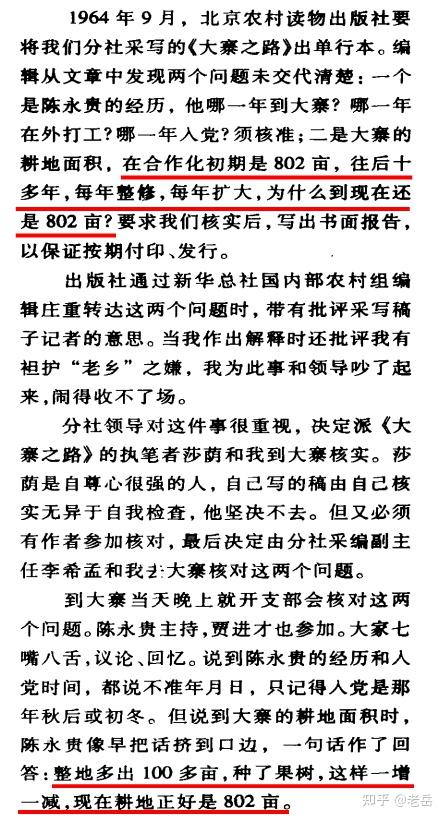 1964年9月，北京农村读物出版社要
将我们分社采写的《大寨之路》出单行本。编
辑从文章中发现两个问题未交代清楚：一个
是陈永贵的经历，他哪一年到大寨？哪一年
在外打工？哪一年入党？须核准；二是大寨的
耕地面积，在合作化初期是802亩，往后十
多年，每年整修，每年扩大，为什么到现在还
是802亩？要求我们核实后，写出书面报告，
以保证按期付印、发行。
出版社通过新华总社国内部农村组编
辑庄重转达这两个问题时，带有批评采写稿
子记者的意思。当我作出解释时还批评我有
袒护“老乡”之嫌，我为此事和领导吵了起
来，闹得收不了场。
分社领导对这件事很重视，决定派《大
寨之路》的执笔者莎荫和我到大寨核实。莎
荫是自尊心很强的人，自己写的稿由自己核
实无异于自我检查，他坚决不去。但又必须
有作者参加核对，最后决定由分社采编副主
任李希孟和我去大寨核对这两个问题。
到大寨当天晚上就开支部会核对这两
个问题。陈永贵主持，贾进才也参加。大家七
嘴八舌，议论、回忆。说到陈永贵的经历和入
党时间，都说不准年月日，只记得入党是那
年秋后或初冬。但说到大寨的耕地面积时，
陈永贵像早把话挤到口边，一句话作了回
答：整地多出100多亩，种了果树，这样一增
一减，现在耕地正好是802亩。
知乎 @老岳